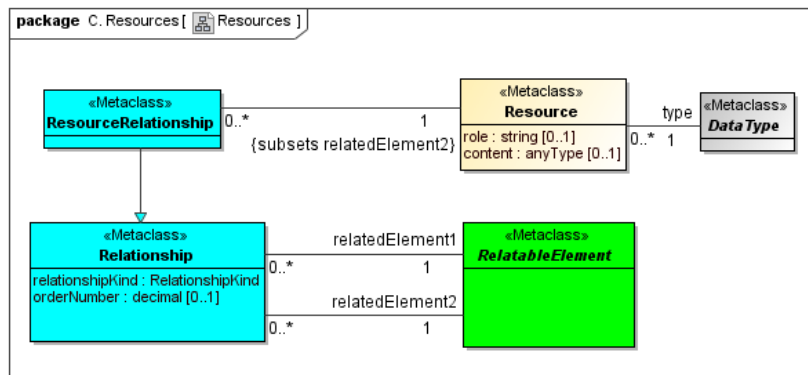 package C. Resources [ Resources ]
«Metaclass»
ResourceRelationship
0..*
1
{subsets relatedElement2}
«Metaclass»
Resource
role : string [0..1]
content : anyType [0..1]
type
0..*
1
«Metaclass»
DataType
«Metaclass»
Relationship
relationshipKind : RelationshipKind
orderNumber : decimal [0..1]
relatedElement1
0..*
1
relatedElement2
0..*
1
«Metaclass»
RelatableElement